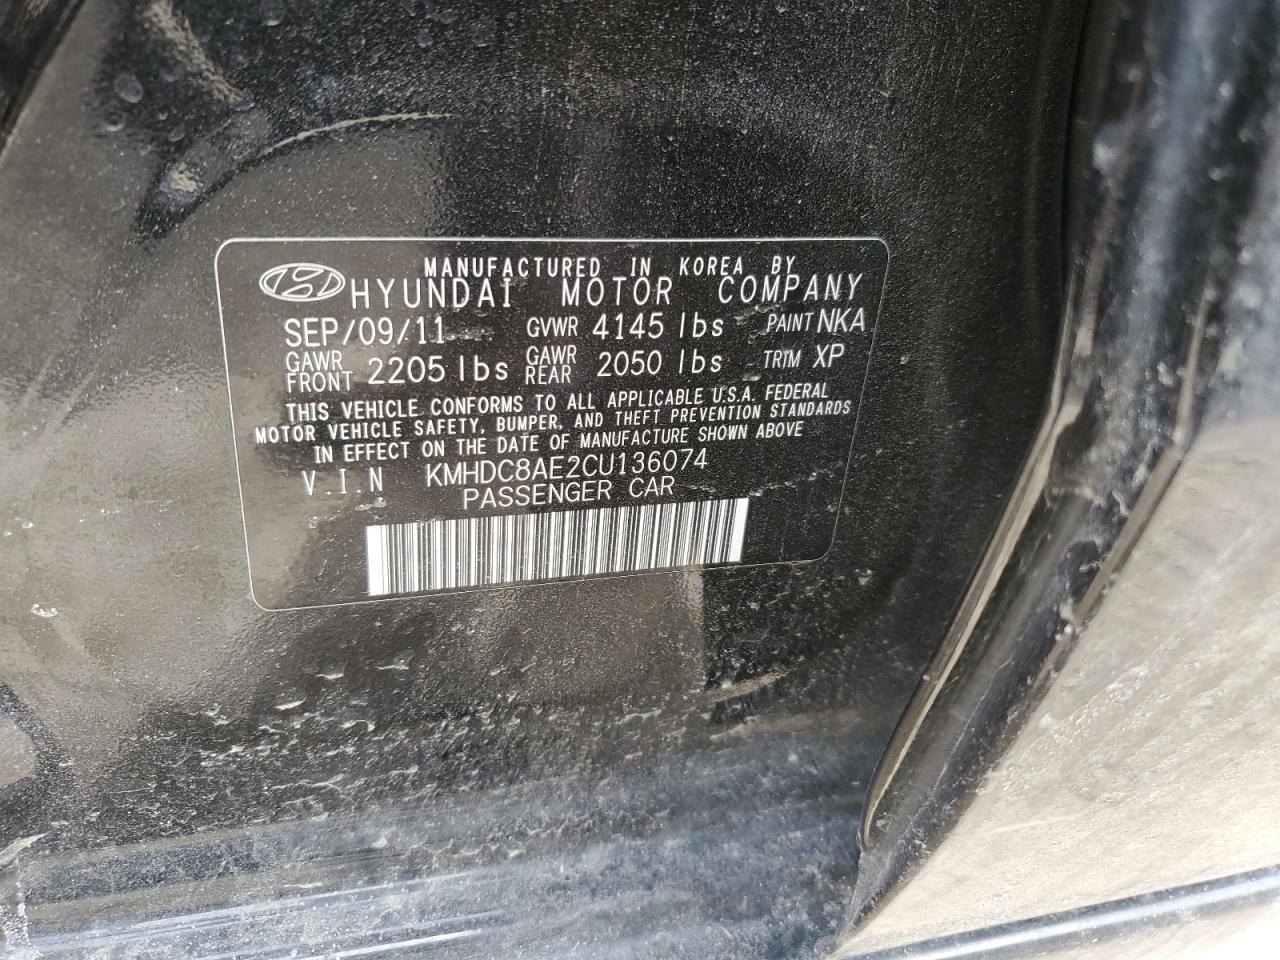 MANUFACTURED IN KOREA BY
HYUNDAI MOTOR COMPANY
SEP/09/11 GVWR 4145 lbs PAINT NKA
GAWR FRONT 2205 lbs GAWR REAR 2050 lbs TRIM XP
THIS VEHICLE CONFORMS TO ALL APPLICABLE U.S.A. FEDERAL
MOTOR VEHICLE SAFETY, BUMPER, AND THEFT PREVENTION STANDARDS
IN EFFECT ON THE DATE OF MANUFACTURE SHOWN ABOVE
V.I.N KMHDC8AE2CU136074
PASSENGER CAR